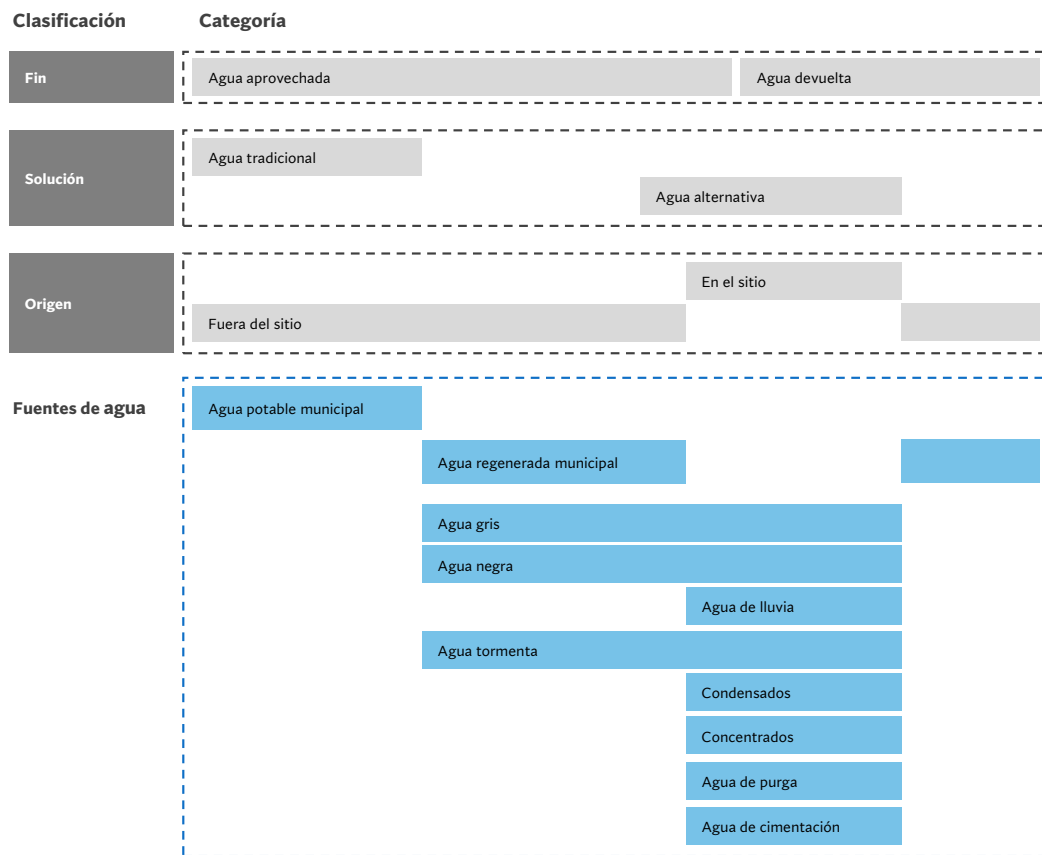 Clasificación
Categoría
Fin
Agua aprovechada
Agua devuelta
Solución
Agua tradicional
Agua alternativa
Origen
En el sitio
Fuera del sitio
Fuentes de agua
Agua potable municipal
Agua regenerada municipal
Agua gris
Agua negra
Agua de lluvia
Agua tormenta
Condensados
Concentrados
Agua de purga
Agua de cimentación